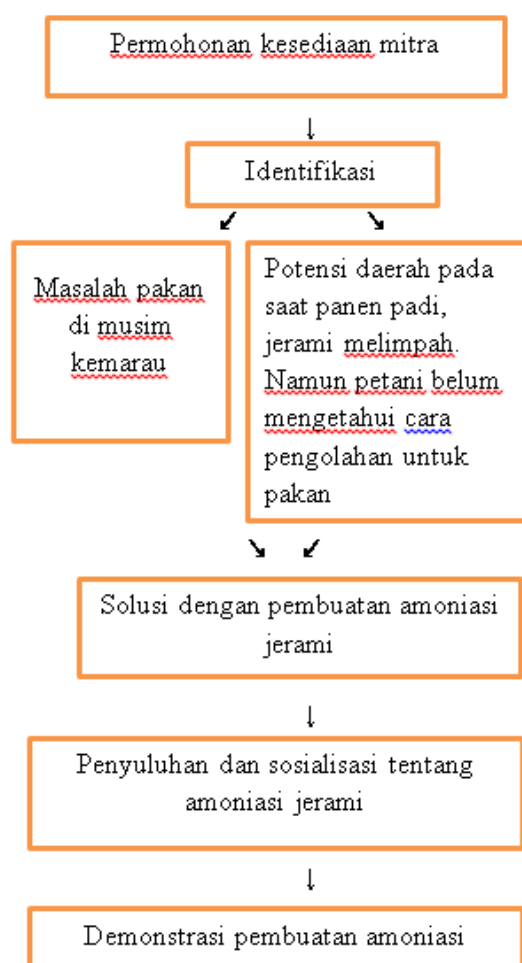 Permohonan kesediaan mitra
↓
Identifikasi
↙ ↘
Masalah pakan
di musim
kemarau
Potensi daerah pada
saat panen padi,
jerami melimpah.
Namun petani belum
mengetahui cara
pengolahan untuk
pakan
↘ ↙
Solusi dengan pembuatan amoniasi
jerami
↓
Penyuluhan dan sosialisasi tentang
amoniasi jerami
↓
Demonstrasi pembuatan amoniasi